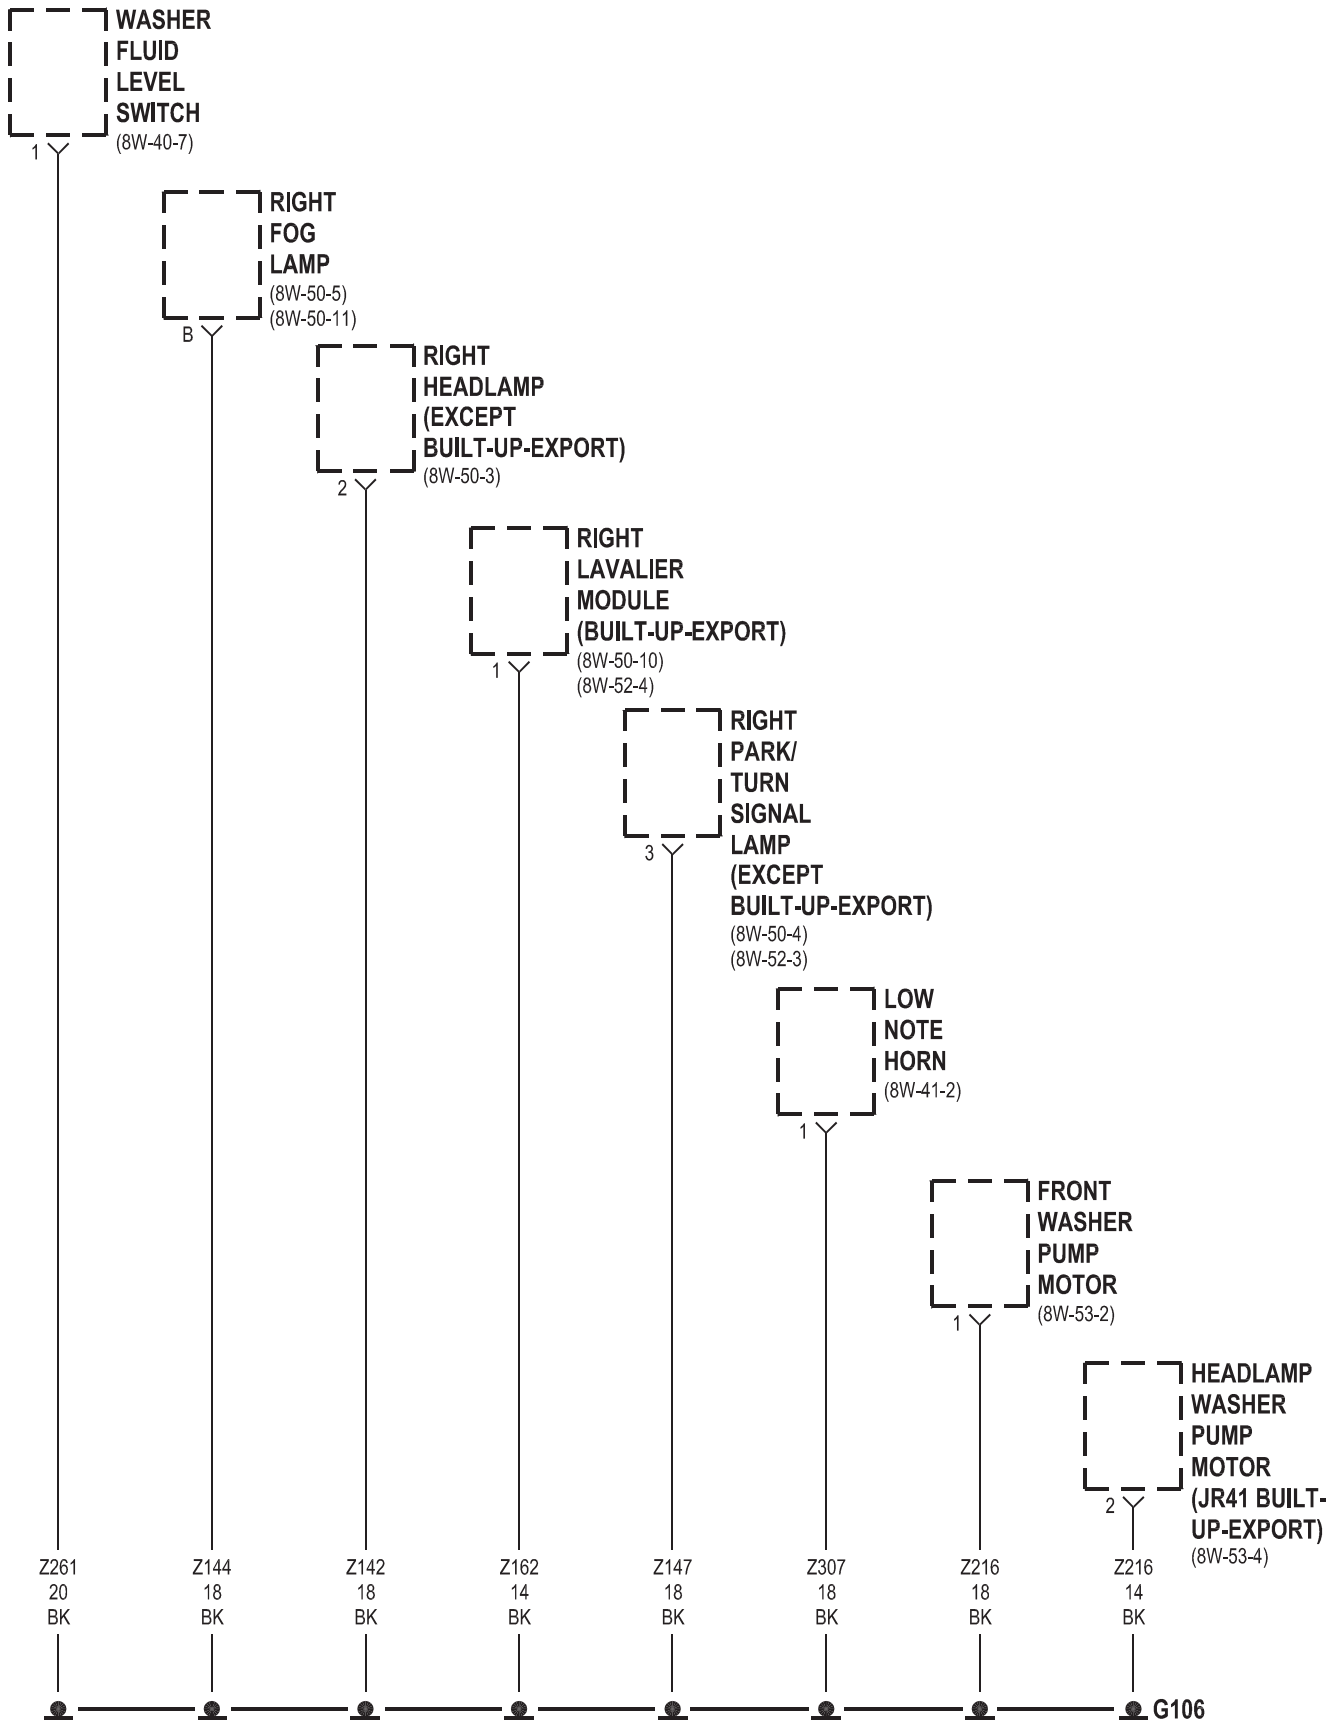 WASHER
FLUID
LEVEL
SWITCH
(8W-40-7)
1
RIGHT
FOG
LAMP
(8W-50-5)
(8W-50-11)
B
RIGHT
HEADLAMP
(EXCEPT
BUILT-UP-EXPORT)
(8W-50-3)
2
RIGHT
LAVALIER
MODULE
(BUILT-UP-EXPORT)
(8W-50-10)
(8W-52-4)
1
RIGHT
PARK/
TURN
SIGNAL
LAMP
(EXCEPT
BUILT-UP-EXPORT)
(8W-50-4)
(8W-52-3)
3
LOW
NOTE
HORN
(8W-41-2)
1
FRONT
WASHER
PUMP
MOTOR
(8W-53-2)
1
HEADLAMP
WASHER
PUMP
MOTOR
(JR41 BUILT-
UP-EXPORT)
(8W-53-4)
2
Z261 Z144 Z142 Z162 Z147 Z307 Z216 Z216
20 18 18 14 18 18 18 14
BK BK BK BK BK BK BK BK
G106